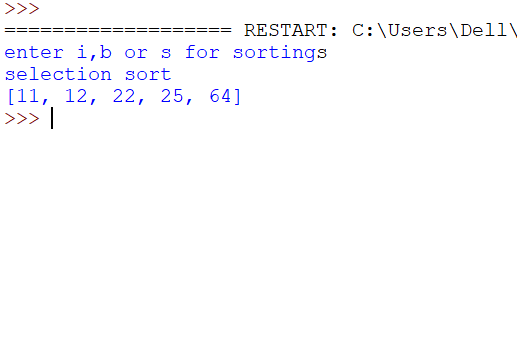 >>>
=================== RESTART: C:\Users\Dell\
enter i,b or s for sortings
selection sort
[11, 12, 22, 25, 64]
>>>